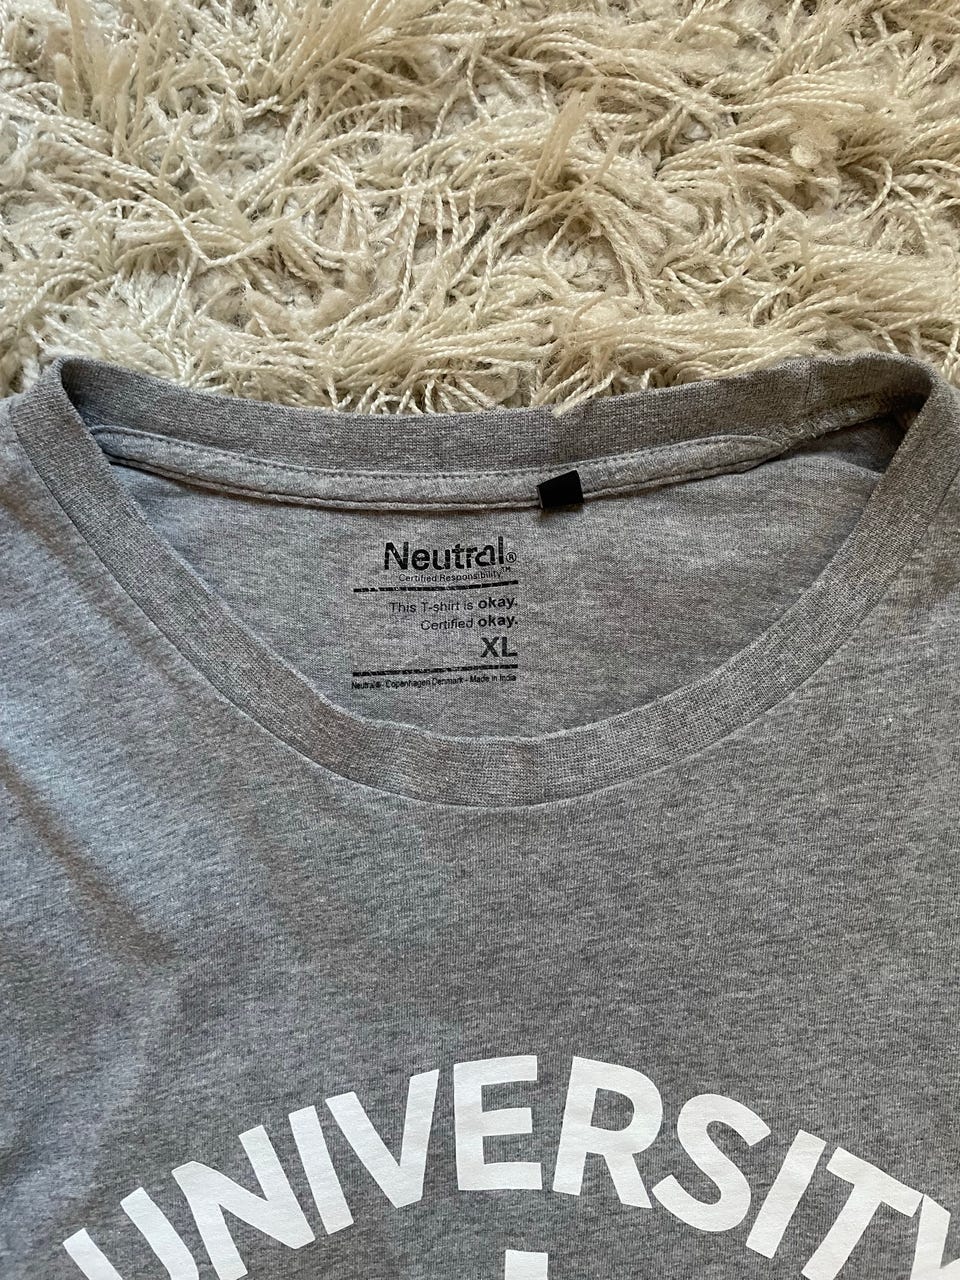 Neutral®
Certified Responsibility™
This T-shirt is okay.
Certified okay.
XL
Neutral® - Copenhagen Denmark - Made in India
UNIVERSITY